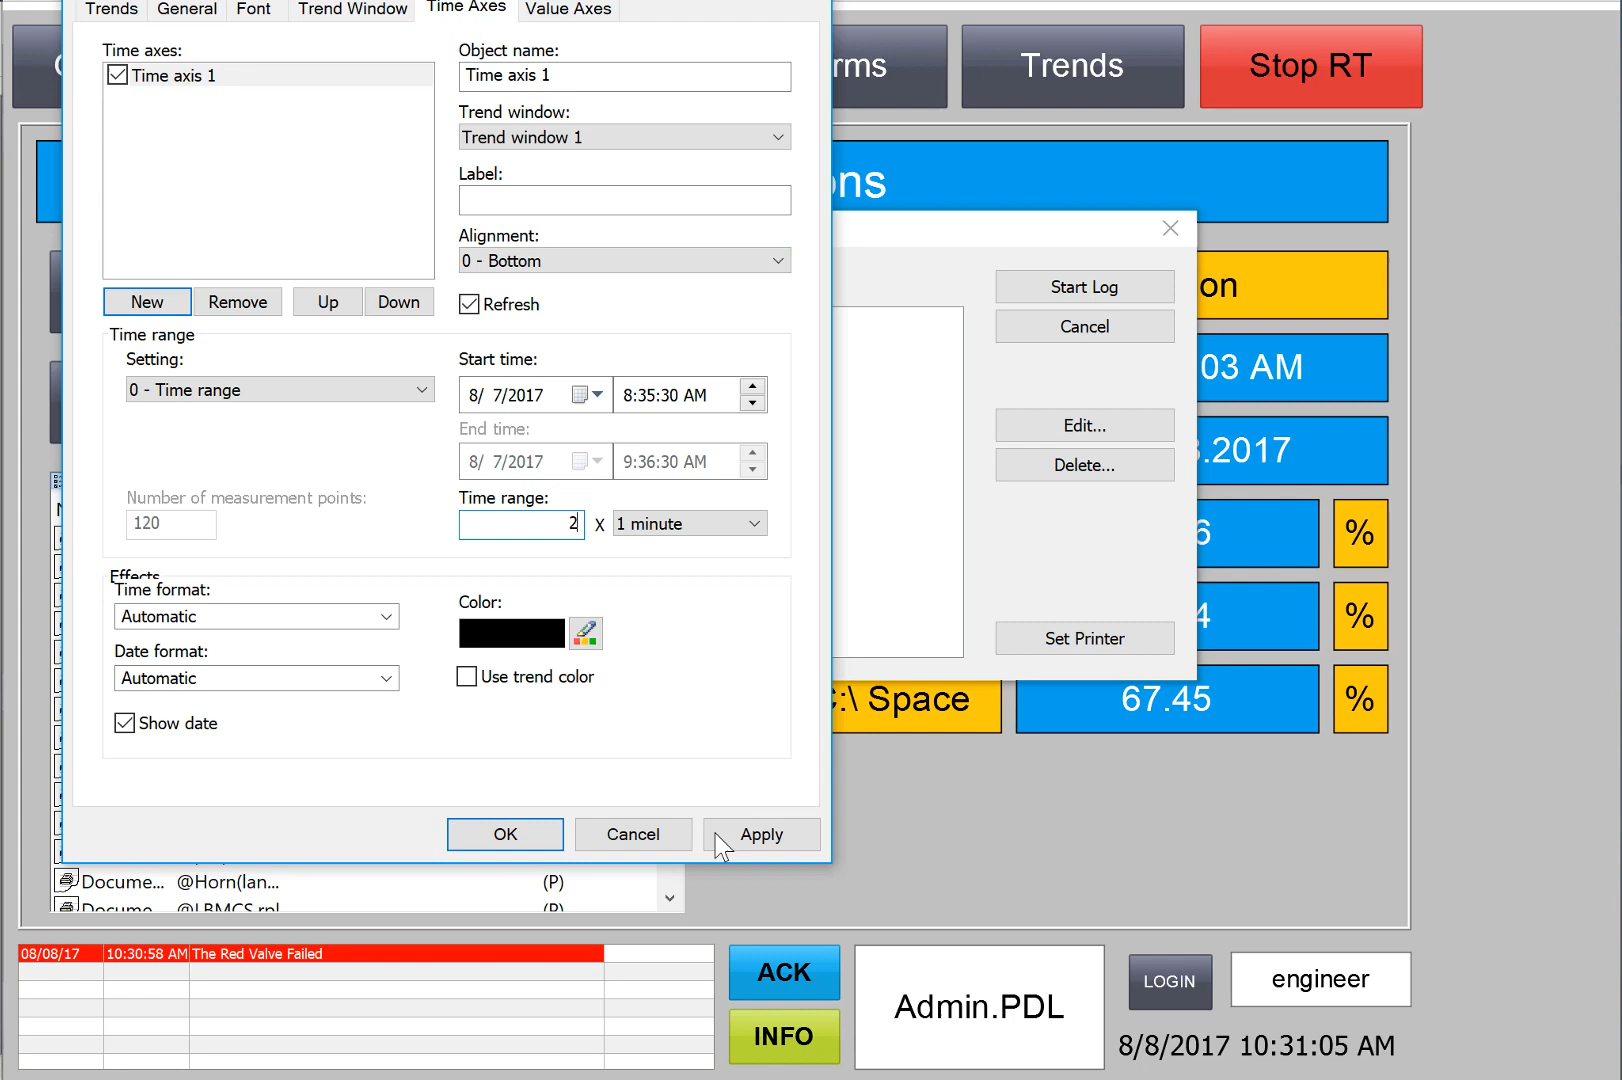 Trends General Font Trend Window Time Axes Value Axes
rms
Trends
Stop RT
ons
Time axes:
Time axis 1
New
Remove
Up
Down
Object name:
Time axis 1
Trend window:
Trend window 1
Label:
Alignment:
0 - Bottom
Refresh
Time range
Setting:
0 - Time range
Start time:
8/ 7/2017 8:35:30 AM
End time:
8/ 7/2017 9:36:30 AM
Number of measurement points:
120
Time range:
2 X 1 minute
Effects
Time format:
Automatic
Date format:
Automatic
Show date
Color:
Use trend color
OK
Cancel
Apply
Start Log
Cancel
Edit...
Delete...
Set Printer
on
03 AM
.2017
6 %
4 %
:\ Space 67.45 %
Docume... @Horn(lan... (P)
Docume... @LBMCS.rpl (P)
08/08/17 10:30:58 AM The Red Valve Failed
ACK
INFO
Admin.PDL
LOGIN
engineer
8/8/2017 10:31:05 AM